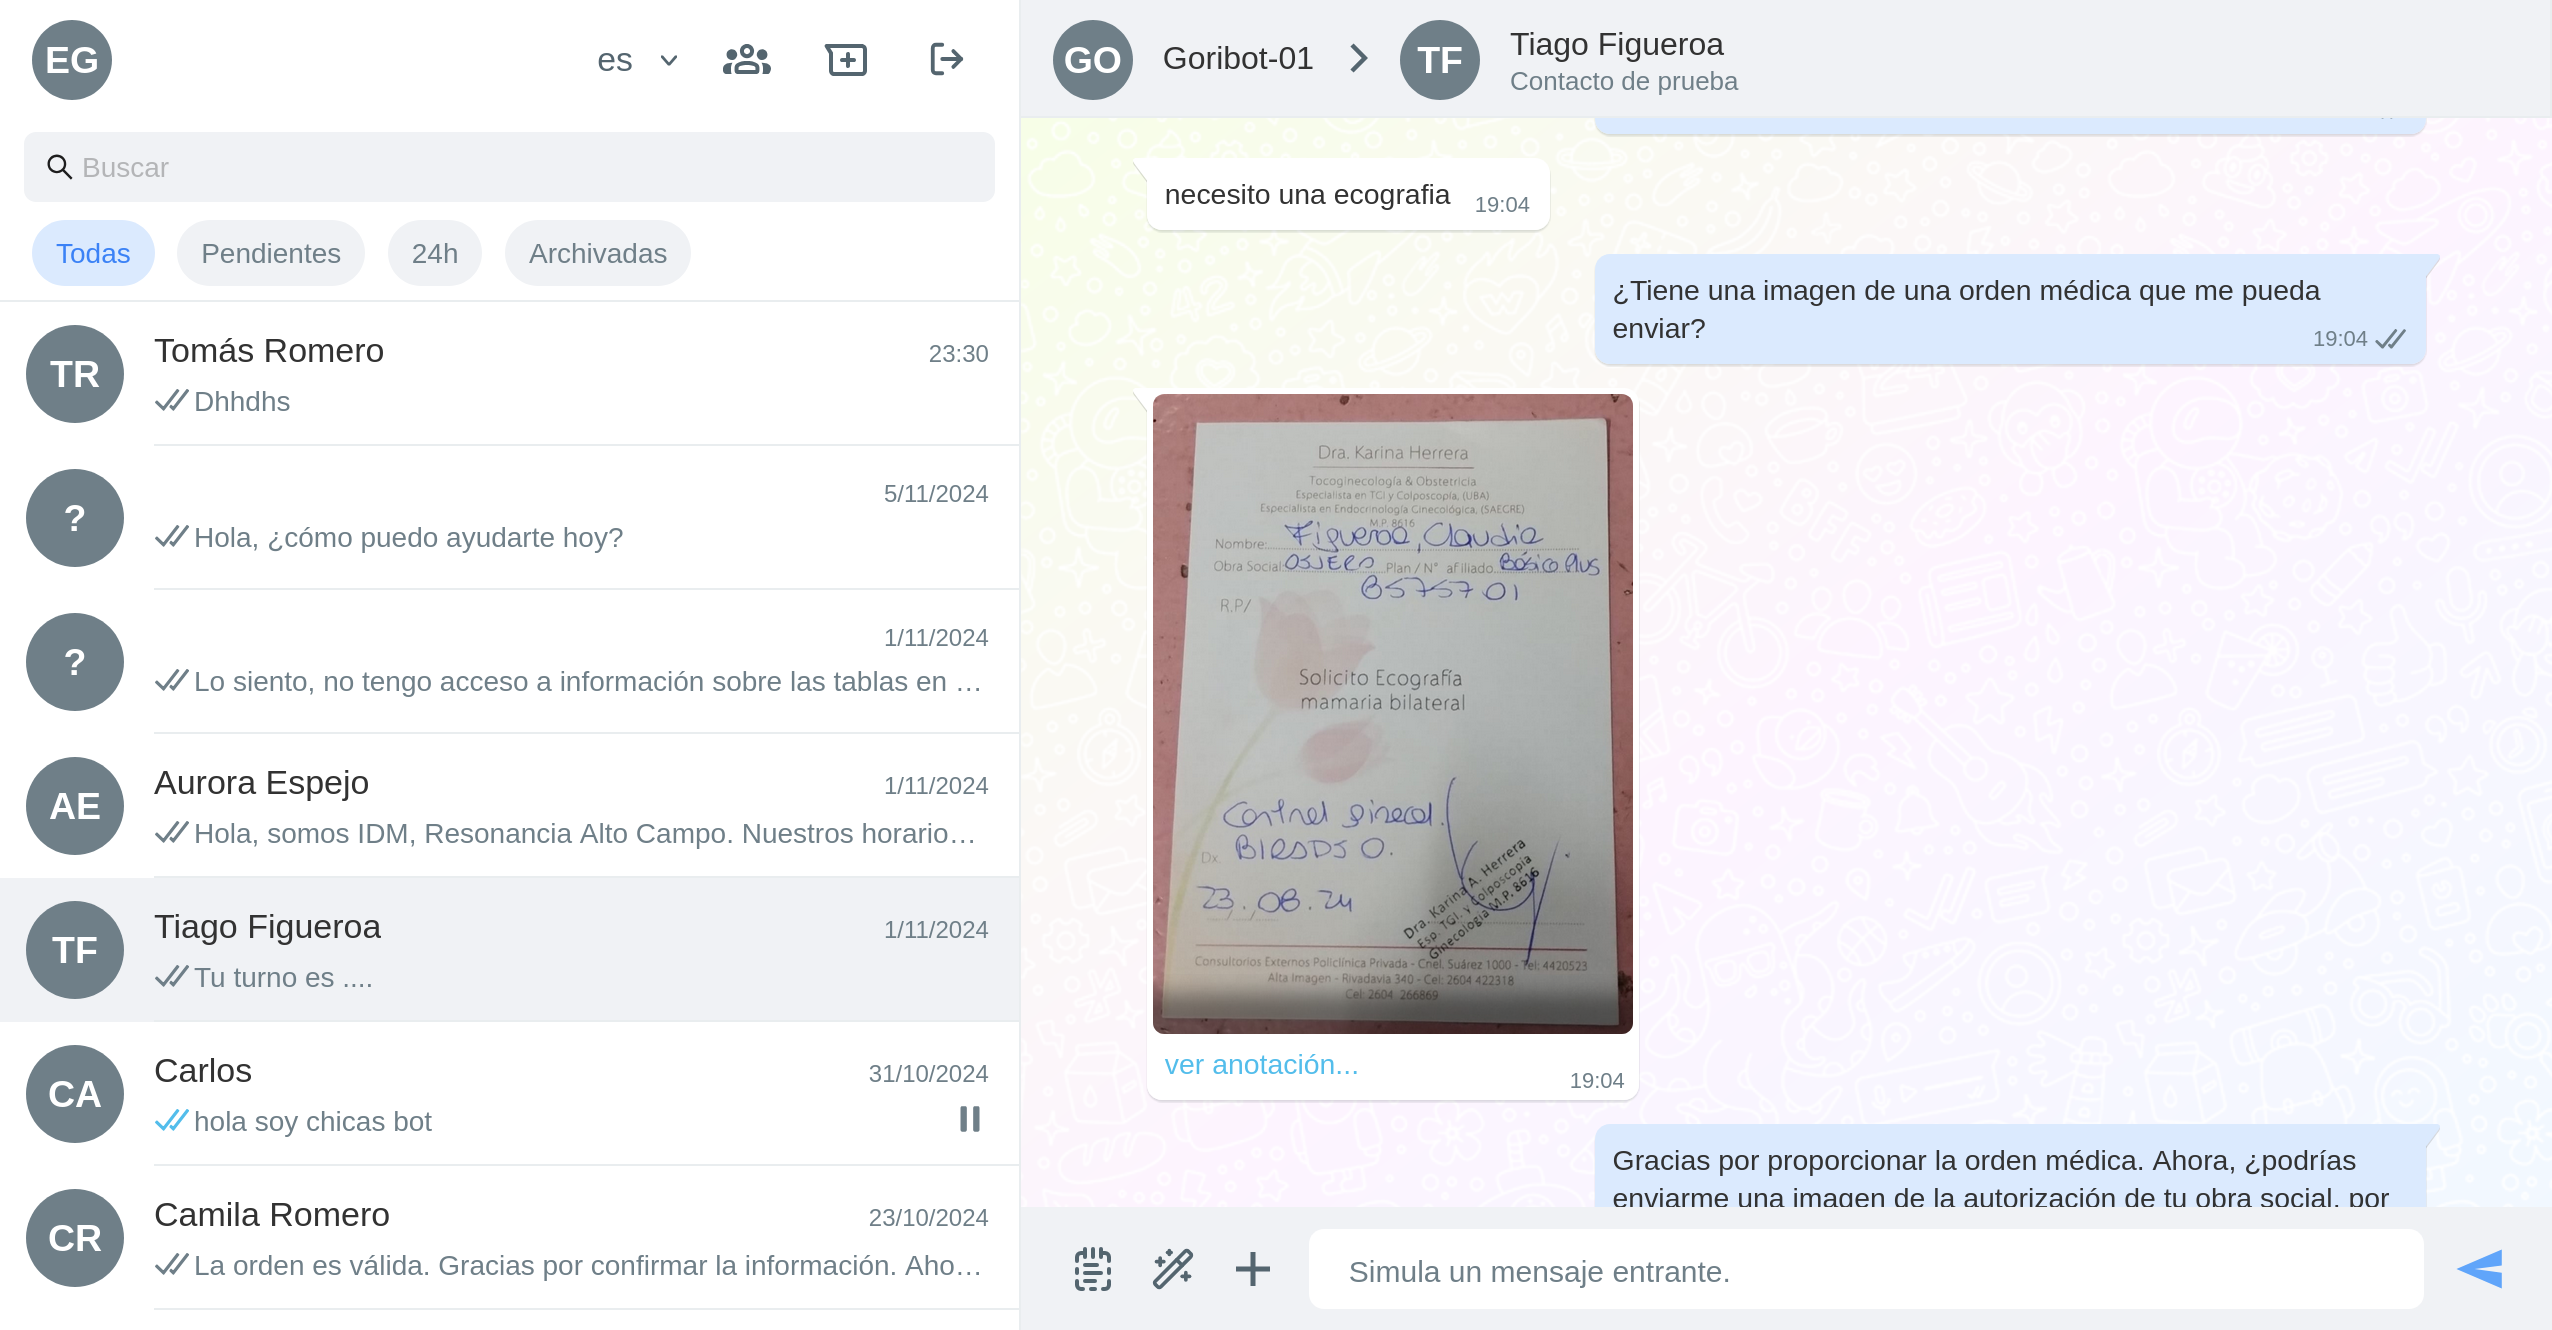 EG
es
Buscar
Todas
Pendientes
24h
Archivadas
TR
Tomás Romero
23:30
Dhhdhs
?
5/11/2024
Hola, ¿cómo puedo ayudarte hoy?
?
1/11/2024
Lo siento, no tengo acceso a información sobre las tablas en …
AE
Aurora Espejo
1/11/2024
Hola, somos IDM, Resonancia Alto Campo. Nuestros horario…
TF
Tiago Figueroa
1/11/2024
Tu turno es ....
CA
Carlos
31/10/2024
hola soy chicas bot
CR
Camila Romero
23/10/2024
La orden es válida. Gracias por confirmar la información. Aho…
GO
Goribot-01
TF
Tiago Figueroa
Contacto de prueba
necesito una ecografia
19:04
¿Tiene una imagen de una orden médica que me pueda
enviar?
19:04
Dra. Karina Herrera
Tocoginecología & Obstetricia
Especialista en TGI y Colposcopía, (UBA)
Especialista en Endocrinología Ginecológica, (SAEGRE)
M.P. 8616
Nombre: Figueroa, Claudia
Obra Social: OSJERA Plan / N° afiliado Básico Plus
8575701
R.P/
Solicito Ecografía
mamaria bilateral
Control ginecol.
Dx. BIRADS 0.
23.08.24
Dra. Karina A. Herrera
Esp. TGI. y Colposcopia
Ginecología M.P. 8616
Consultorios Externos Policlínica Privada - Cnel. Suárez 1000 - Tel: 4420523
Alta Imagen - Rivadavia 340 - Cel: 2604 422318
Cel: 2604 266869
ver anotación...
19:04
Gracias por proporcionar la orden médica. Ahora, ¿podrías
enviarme una imagen de la autorización de tu obra social, por
Simula un mensaje entrante.